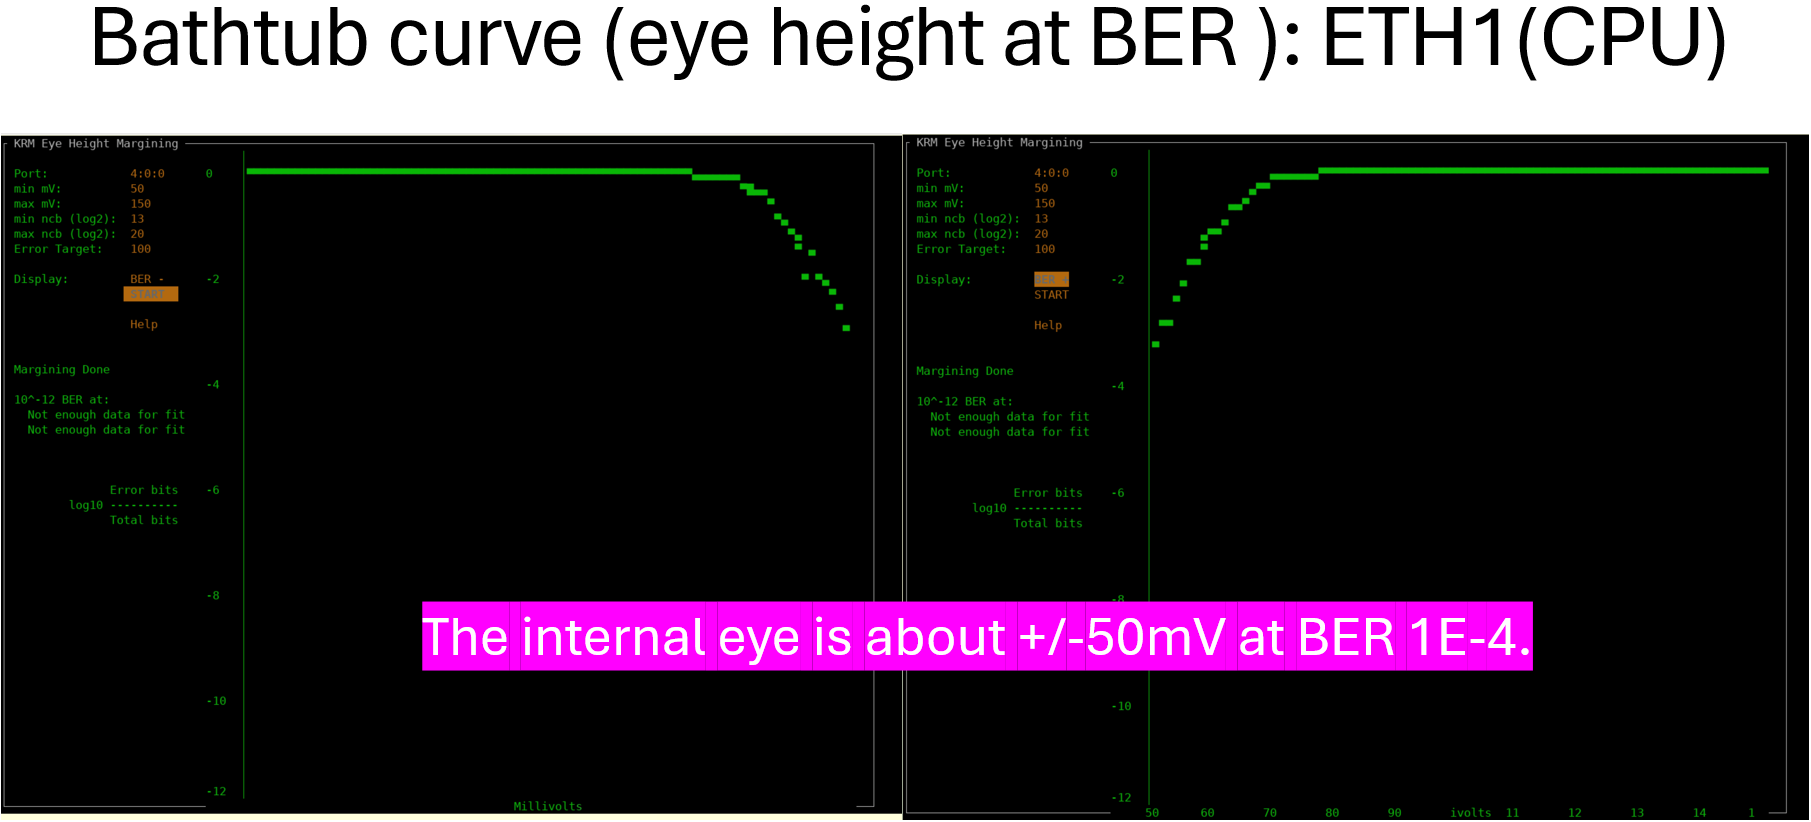 Bathtub curve (eye height at BER ): ETH1(CPU)
KRM Eye Height Margining
Port: 4:0:0
min mV: 50
max mV: 150
min ncb (log2): 13
max ncb (log2): 20
Error Target: 100
Display: BER -
START
Help
Margining Done
10^-12 BER at:
Not enough data for fit
Not enough data for fit
Error bits
log10 ----------
Total bits
0
-2
-4
-6
-8
-10
-12
Millivolts
KRM Eye Height Margining
Port: 4:0:0
min mV: 50
max mV: 150
min ncb (log2): 13
max ncb (log2): 20
Error Target: 100
Display: BER -
START
Help
Margining Done
10^-12 BER at:
Not enough data for fit
Not enough data for fit
Error bits
log10 ----------
Total bits
0
-2
-4
-6
-8
-10
-12
50 60 70 80 90 ivolts 11 12 13 14 1
The internal eye is about +/-50mV at BER 1E-4.